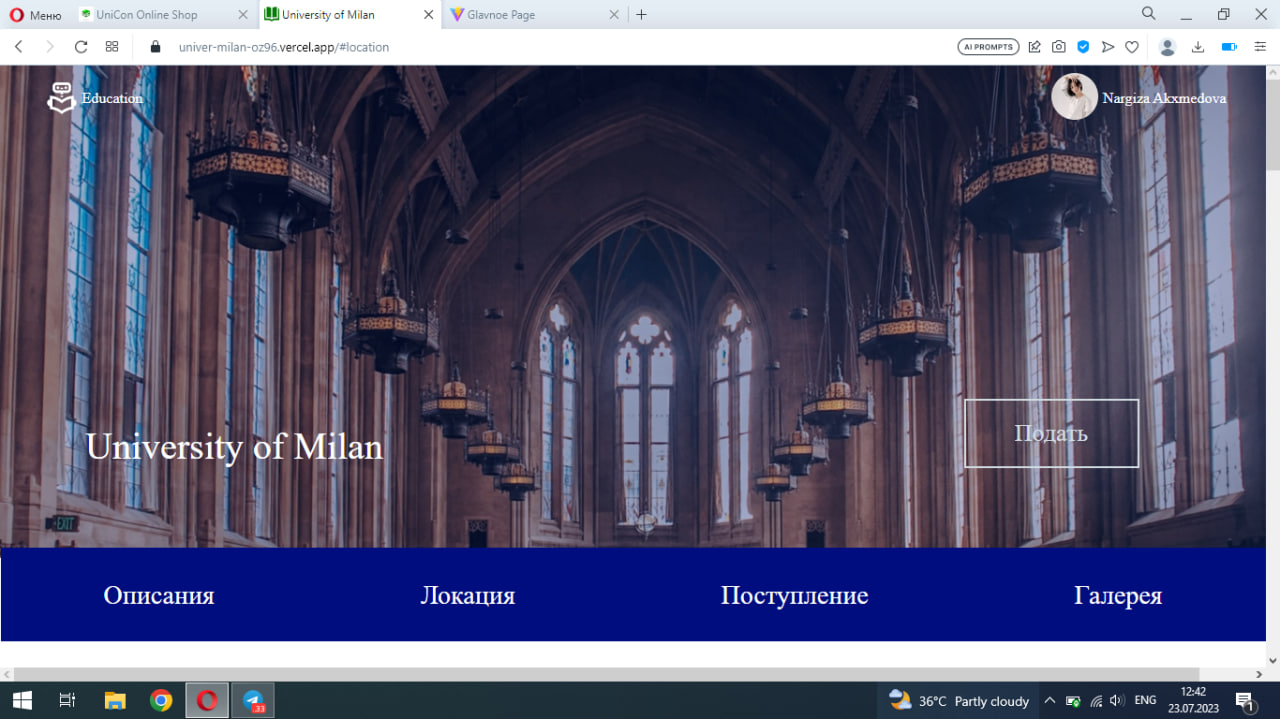 Меню
UniCon Online Shop
University of Milan
Glavnoe Page
univer-milan-oz96.vercel.app/#location
AI PROMPTS
Education
Nargiza Akxmedova
University of Milan
Подать
EXIT
Описания
Локация
Поступление
Галерея
33
36°C Partly cloudy
ENG
12:42
23.07.2023
1